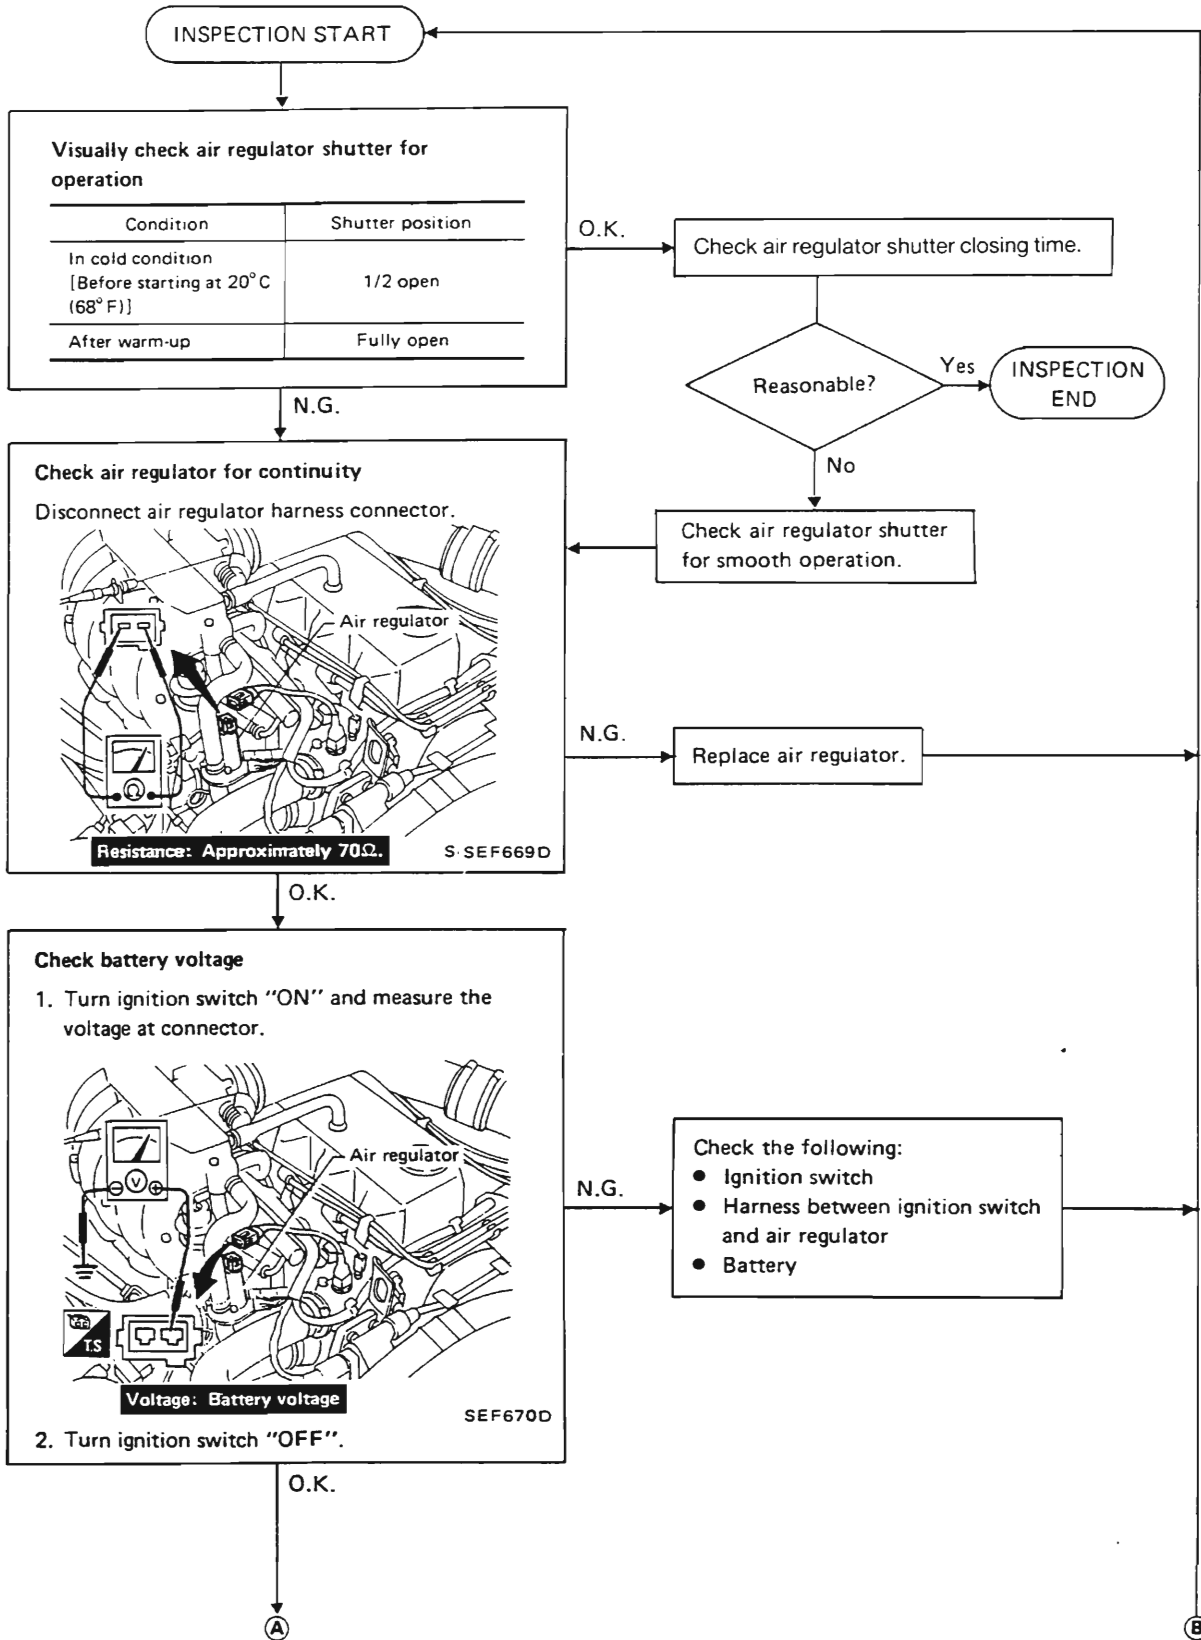 INSPECTION START
Visually check air regulator shutter for
operation
Condition
Shutter position
In cold condition
[Before starting at 20°C
(68°F)]
1/2 open
After warm-up
Fully open
O.K.
Check air regulator shutter closing time.
Reasonable?
Yes
INSPECTION
END
No
Check air regulator shutter
for smooth operation.
N.G.
Check air regulator for continuity
Disconnect air regulator harness connector.
Air regulator
Ω
Resistance: Approximately 70Ω.
S-SEF669D
N.G.
Replace air regulator.
O.K.
Check battery voltage
1. Turn ignition switch "ON" and measure the
voltage at connector.
Air regulator
V
T.S
Voltage: Battery voltage
SEF670D
2. Turn ignition switch "OFF".
N.G.
Check the following:
● Ignition switch
● Harness between ignition switch
and air regulator
● Battery
O.K.
A
B